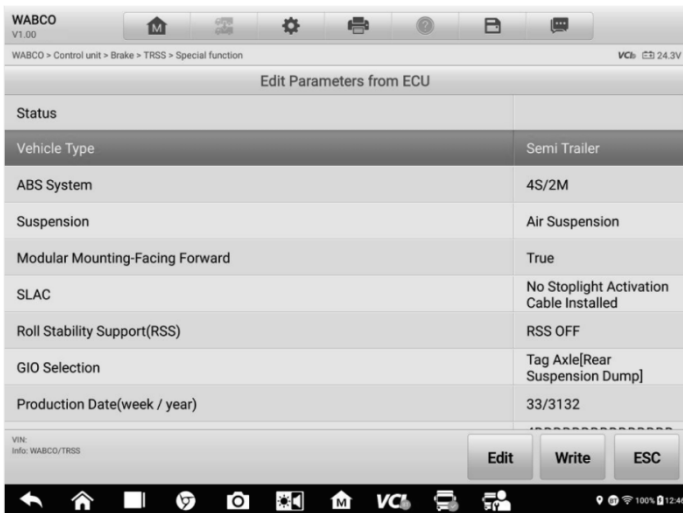 WABCO
V1.00
WABCO > Control unit > Brake > TRSS > Special function
VCI 24.3V
Edit Parameters from ECU
Status
Vehicle Type Semi Trailer
ABS System 4S/2M
Suspension Air Suspension
Modular Mounting-Facing Forward True
SLAC No Stoplight Activation
Cable Installed
Roll Stability Support(RSS) RSS OFF
GIO Selection Tag Axle[Rear
Suspension Dump]
Production Date(week / year) 33/3132
VIN:
Info: WABCO/TRSS
Edit Write ESC
M VCI 100% 12:46